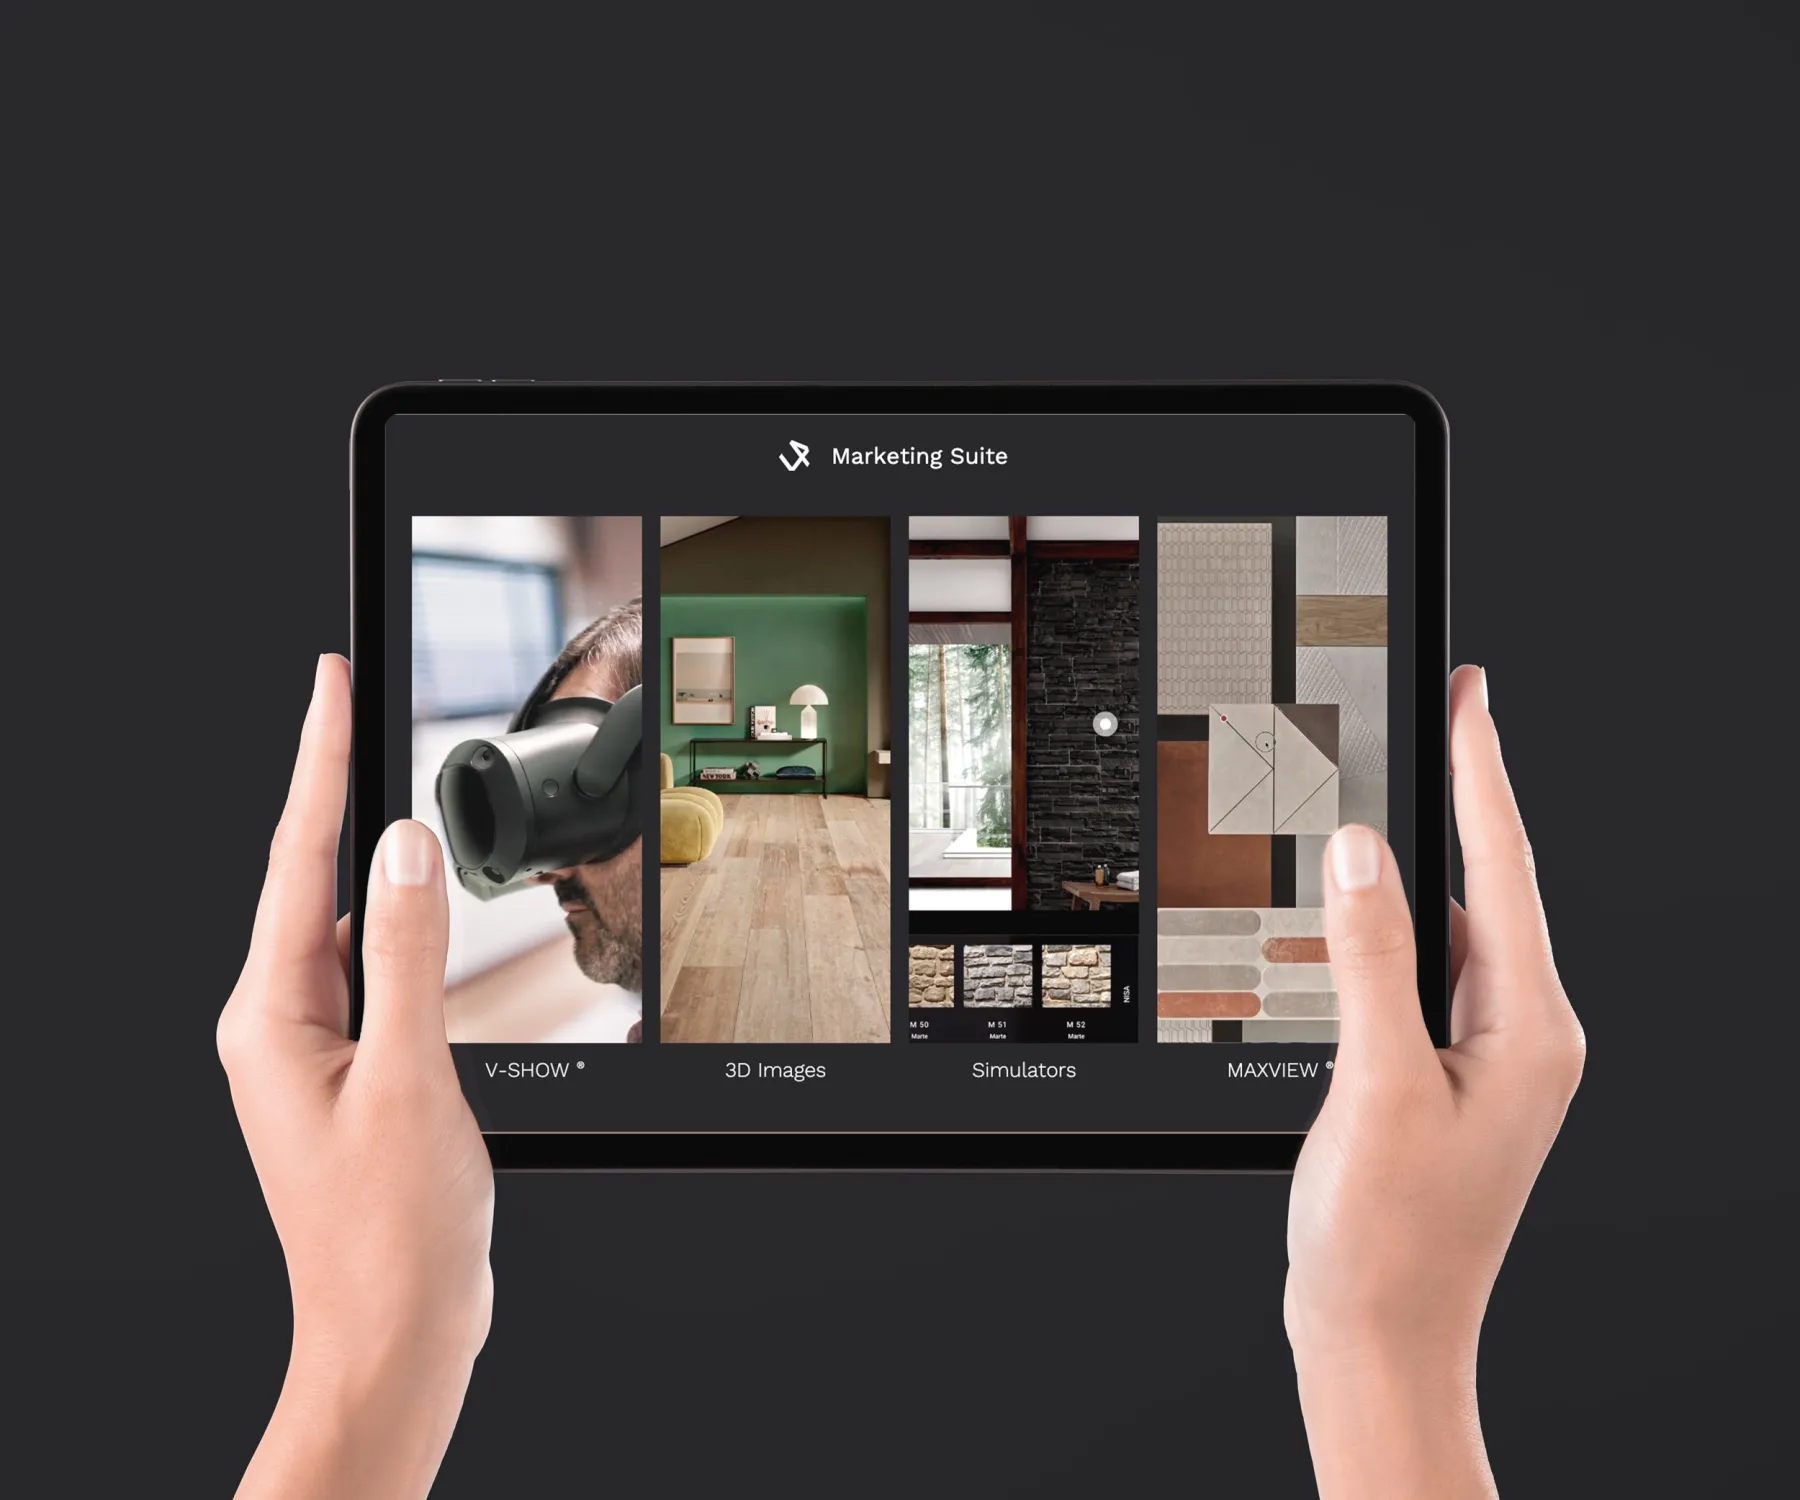 Marketing Suite
NEW YORK
M 50
Marte
M 51
Marte
M 52
Marte
NISA
V-SHOW ®
3D Images
Simulators
MAXVIEW ®